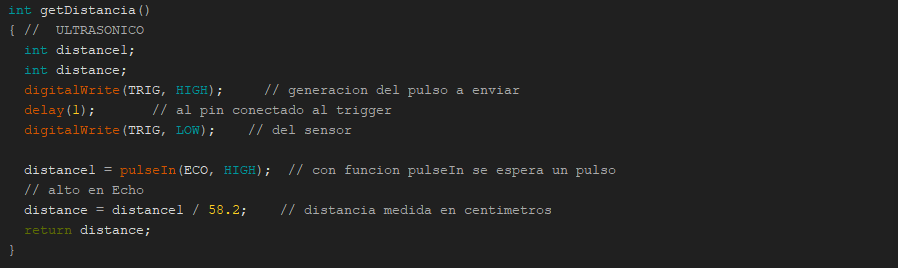 int getDistancia()
{ //  ULTRASONICO
  int distance1;
  int distance;
  digitalWrite(TRIG, HIGH);     // generacion del pulso a enviar
  delay(1);       // al pin conectado al trigger
  digitalWrite(TRIG, LOW);    // del sensor

  distance1 = pulseIn(ECO, HIGH);  // con funcion pulseIn se espera un pulso
  // alto en Echo
  distance = distance1 / 58.2;    // distancia medida en centimetros
  return distance;
}